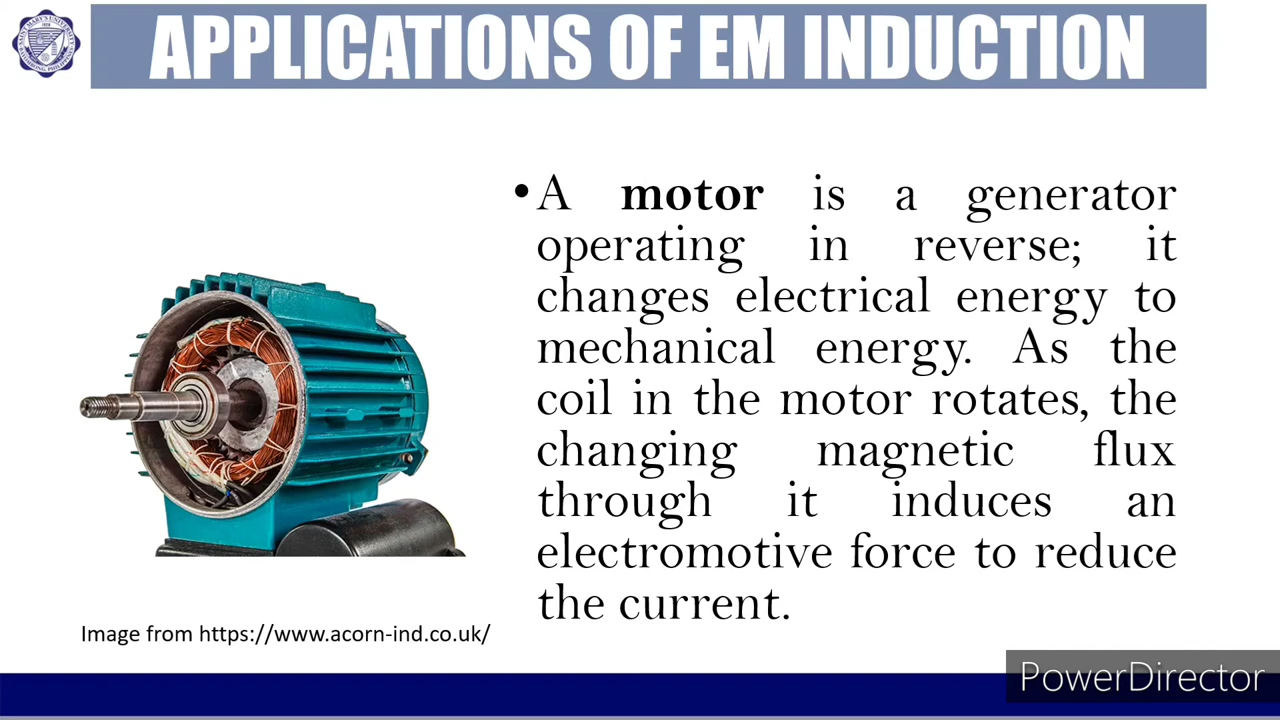 APPLICATIONS OF EM INDUCTION
•A motor is a generator
operating in reverse; it
changes electrical energy to
mechanical energy. As the
coil in the motor rotates, the
changing magnetic flux
through it induces an
electromotive force to reduce
the current.
Image from https://www.acorn-ind.co.uk/
PowerDirector